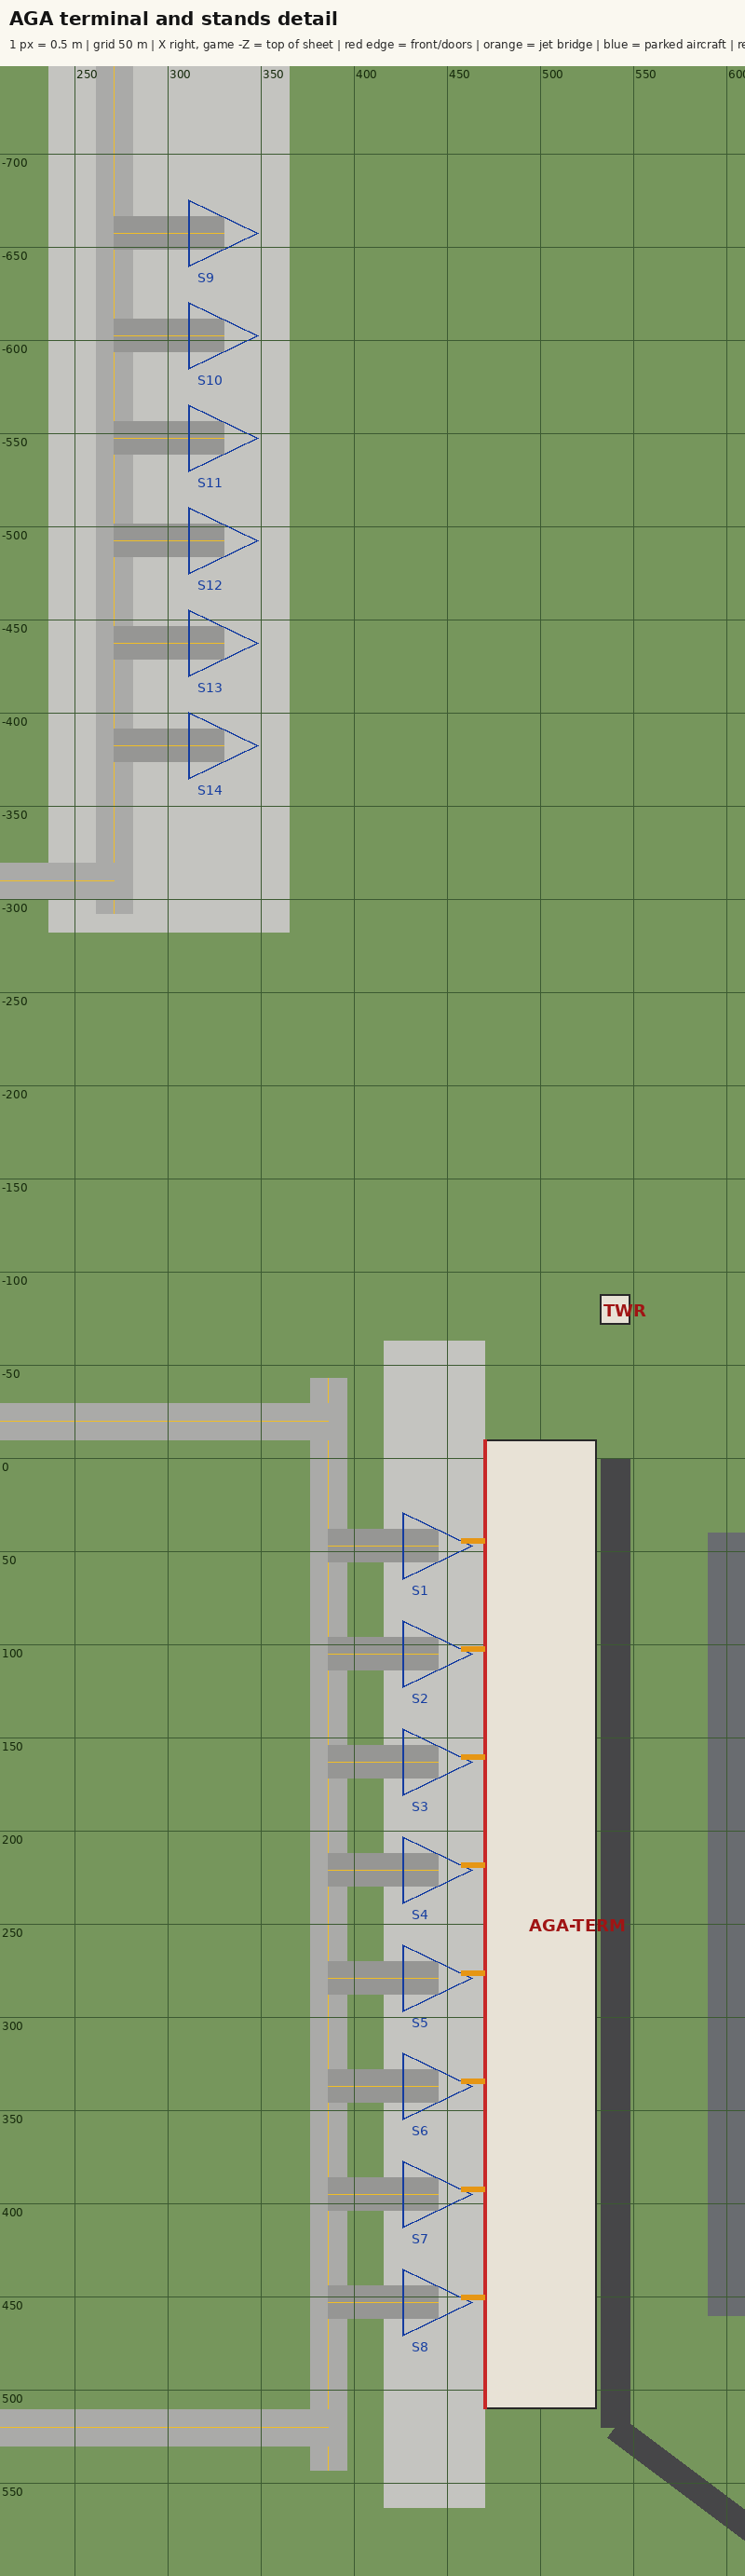 AGA terminal and stands detail
1 px = 0.5 m | grid 50 m | X right, game -Z = top of sheet | red edge = front/doors | orange = jet bridge | blue = parked aircraft | re
250 300 350 400 450 500 550 600
-700
-650
S9
-600
S10
-550
S11
-500
S12
-450
S13
-400
S14
-350
-300
-250
-200
-150
-100
TWR
-50
0
50
S1
100
S2
150
S3
200
S4
AGA-TERM
250
S5
300
S6
350
S7
400
450
S8
500
550